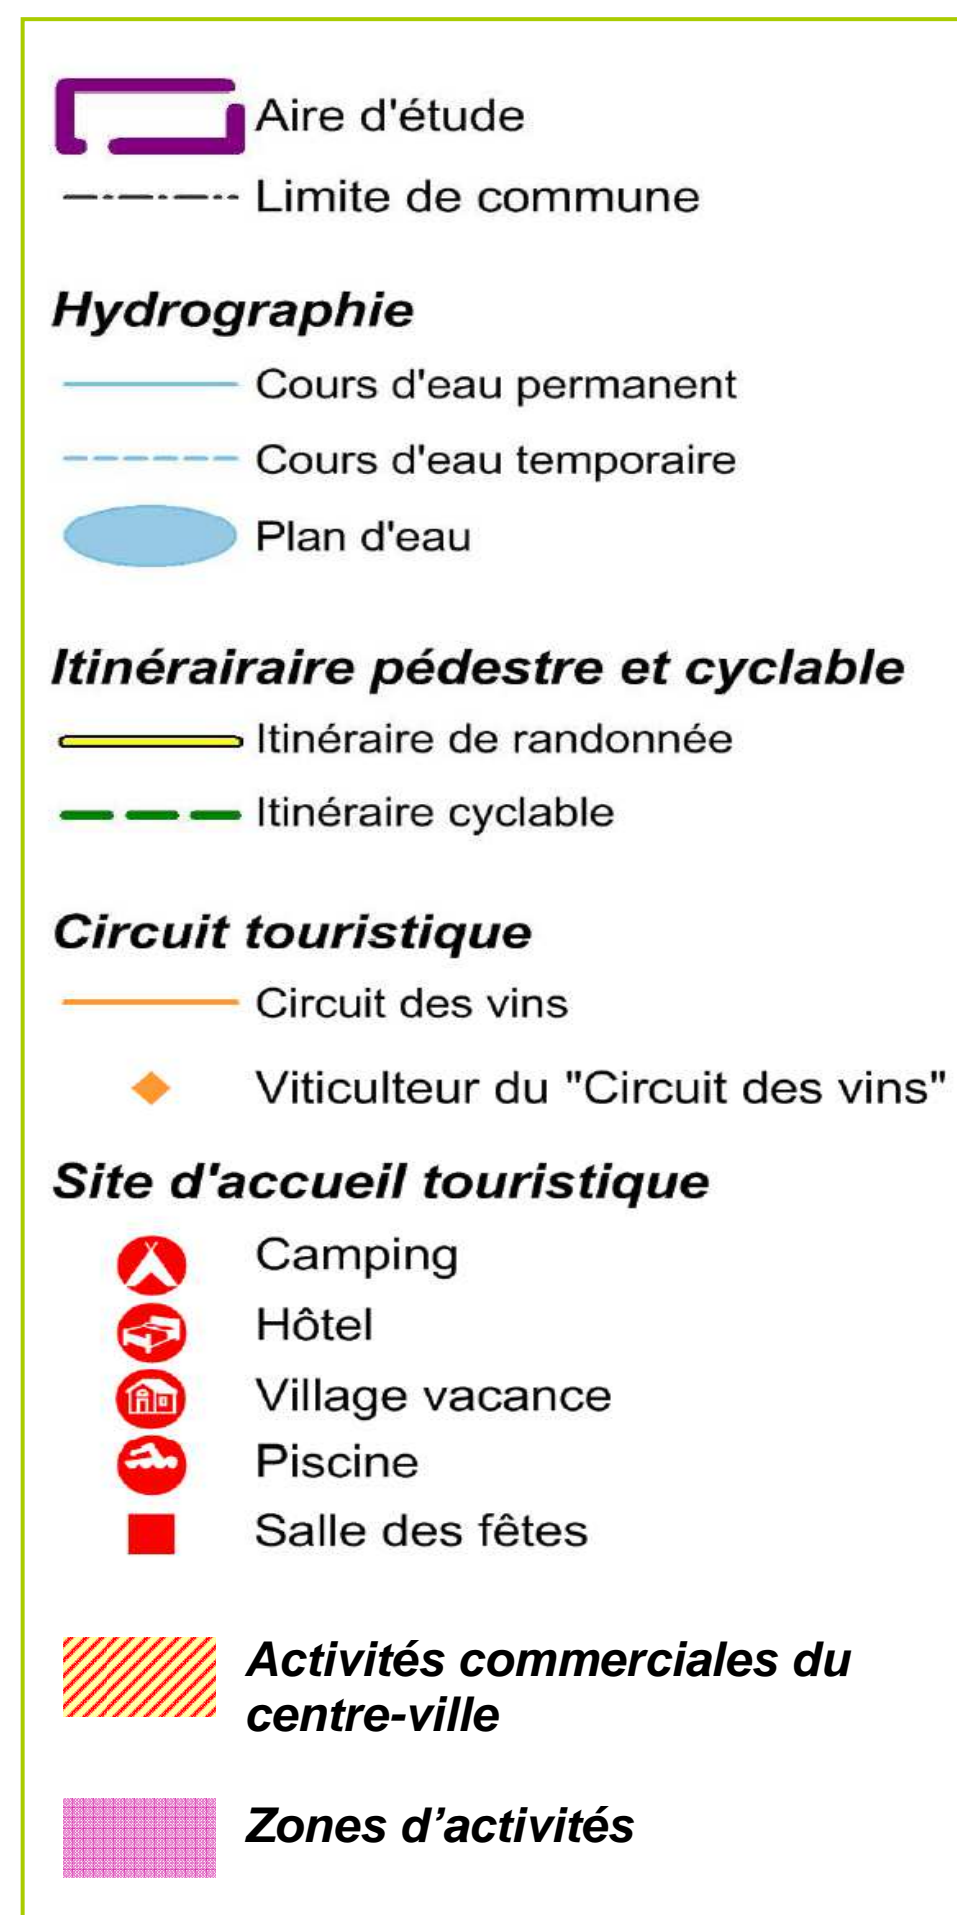 Aire d'étude
Limite de commune
Hydrographie
Cours d'eau permanent
Cours d'eau temporaire
Plan d'eau
Itinérairaire pédestre et cyclable
Itinéraire de randonnée
Itinéraire cyclable
Circuit touristique
Circuit des vins
Viticulteur du "Circuit des vins"
Site d'accueil touristique
Camping
Hôtel
Village vacance
Piscine
Salle des fêtes
Activités commerciales du
centre-ville
Zones d’activités